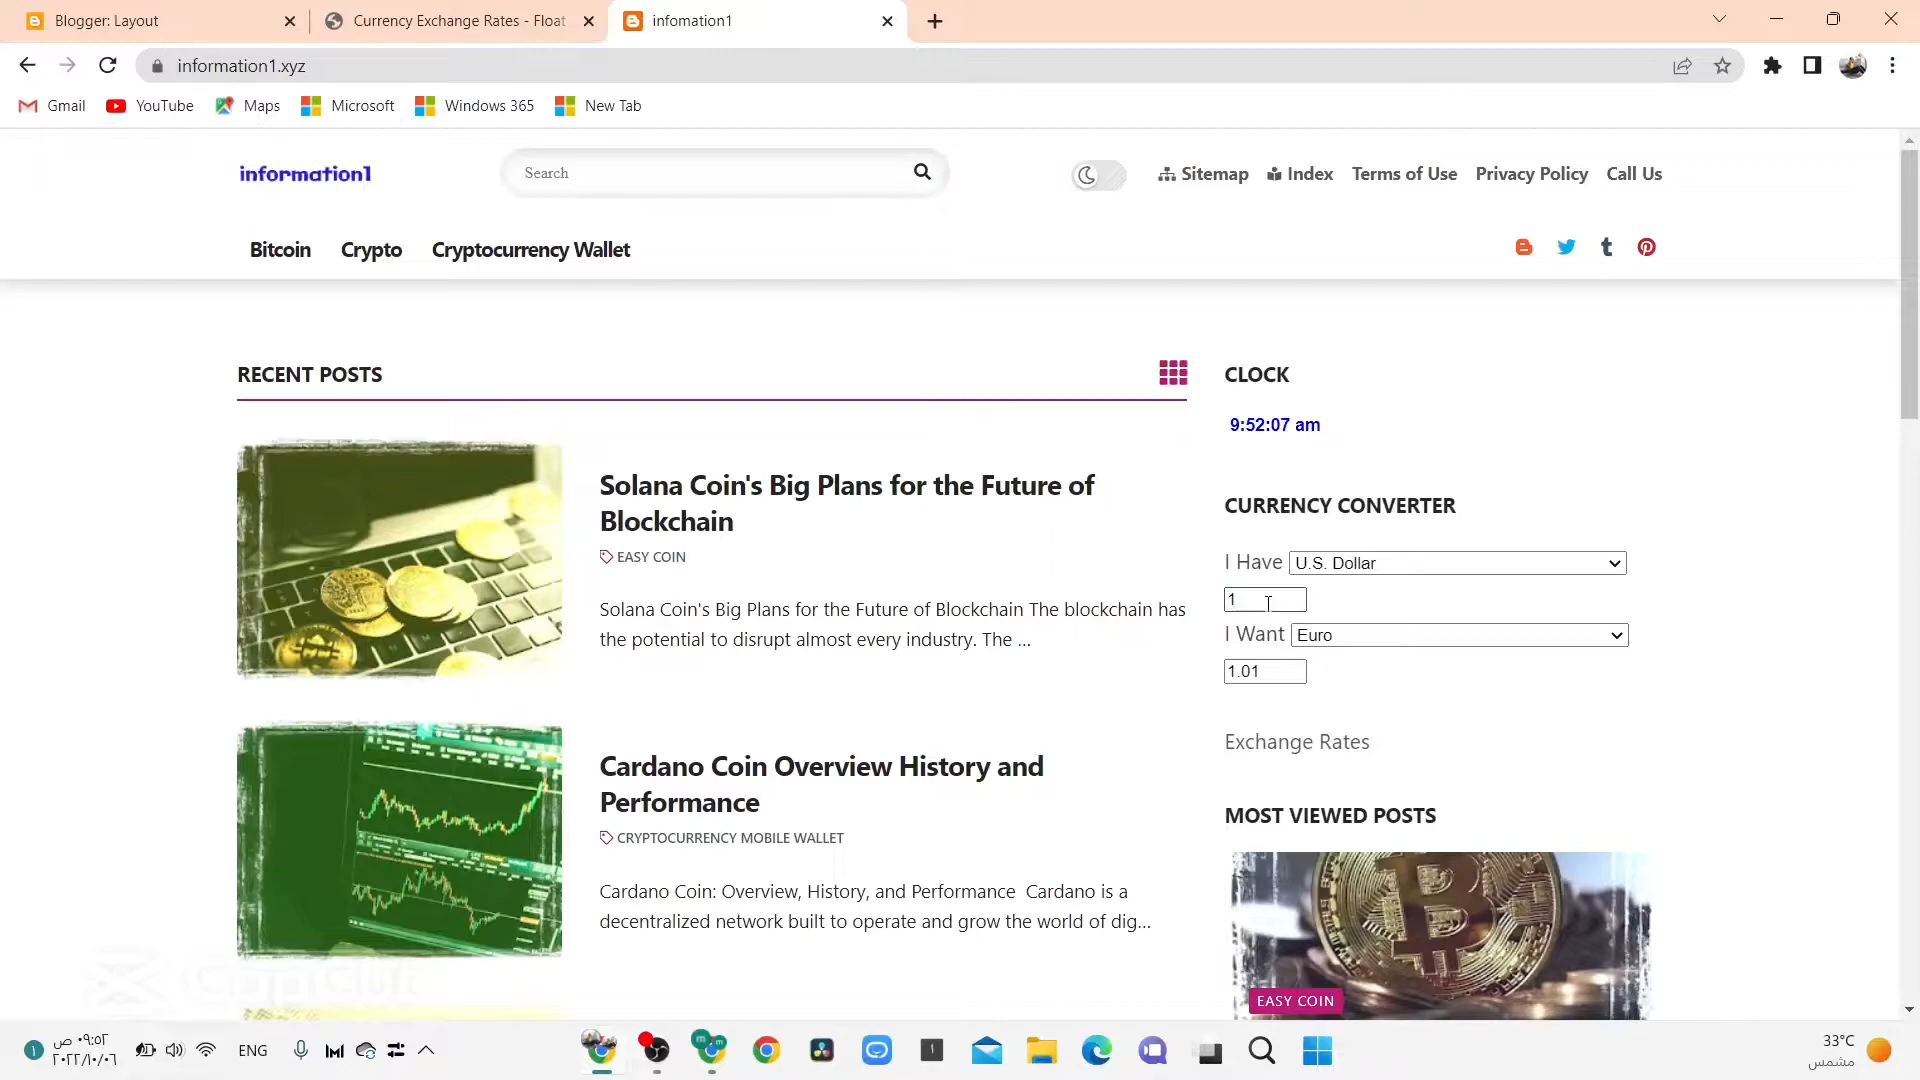 Blogger: Layout
Currency Exchange Rates - Float
infomation1
information1.xyz
Gmail
YouTube
Maps
Microsoft
Windows 365
New Tab
information1
Search
Sitemap
Index
Terms of Use
Privacy Policy
Call Us
Bitcoin
Crypto
Cryptocurrency Wallet
RECENT POSTS
Solana Coin's Big Plans for the Future of
Blockchain
EASY COIN
Solana Coin's Big Plans for the Future of Blockchain The blockchain has
the potential to disrupt almost every industry. The ...
Cardano Coin Overview History and
Performance
CRYPTOCURRENCY MOBILE WALLET
Cardano Coin: Overview, History, and Performance Cardano is a
decentralized network built to operate and grow the world of dig...
CLOCK
9:52:07 am
CURRENCY CONVERTER
I Have U.S. Dollar
1
I Want Euro
1.01
Exchange Rates
MOST VIEWED POSTS
EASY COIN
١
٠٩:٥٢ ص
٢٠٢٢/١٠/٠٦
ENG
33°C
مشمس